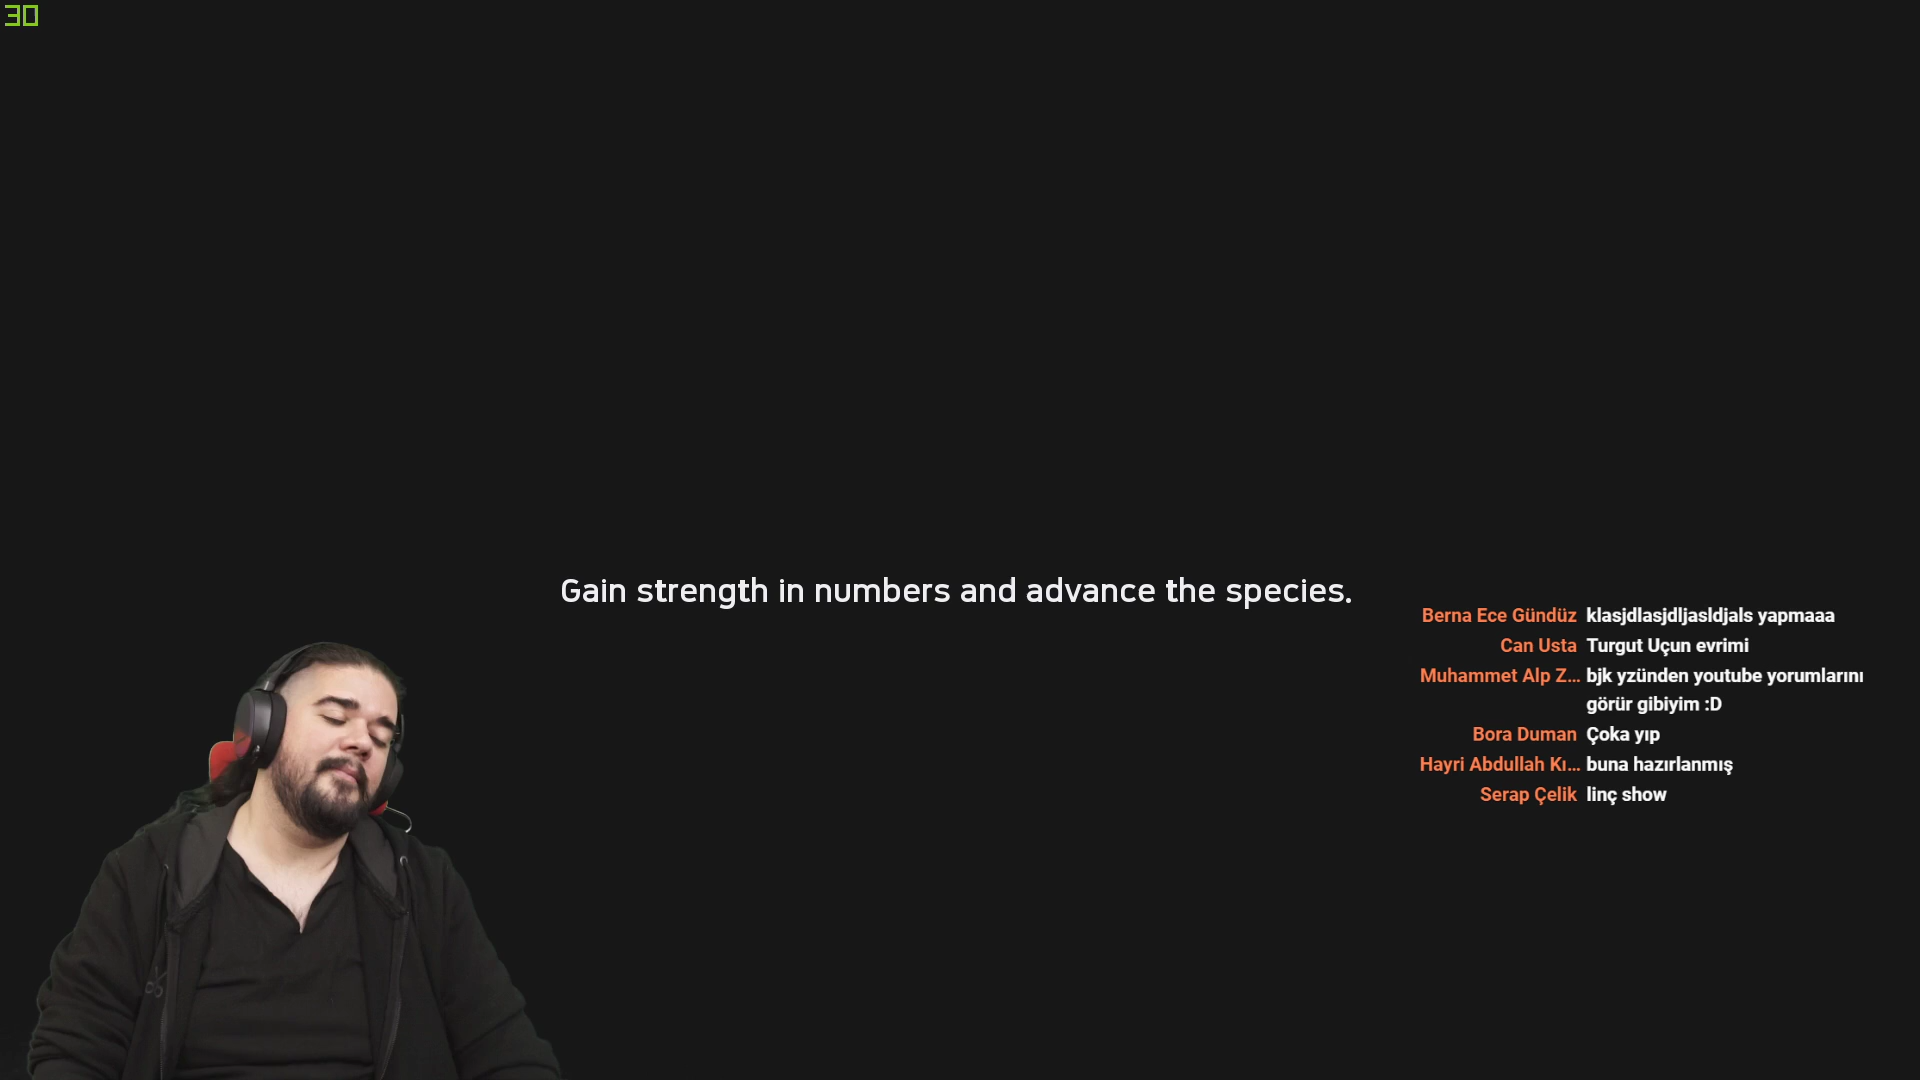 30
Gain strength in numbers and advance the species.
Berna Ece Gündüz klasjdlasjdljasldjals yapmaaa
Can Usta Turgut Uçun evrimi
Muhammet Alp Z... bjk yzünden youtube yorumlarını
görür gibiyim :D
Bora Duman Çoka yıp
Hayri Abdullah Kı... buna hazırlanmış
Serap Çelik linç show